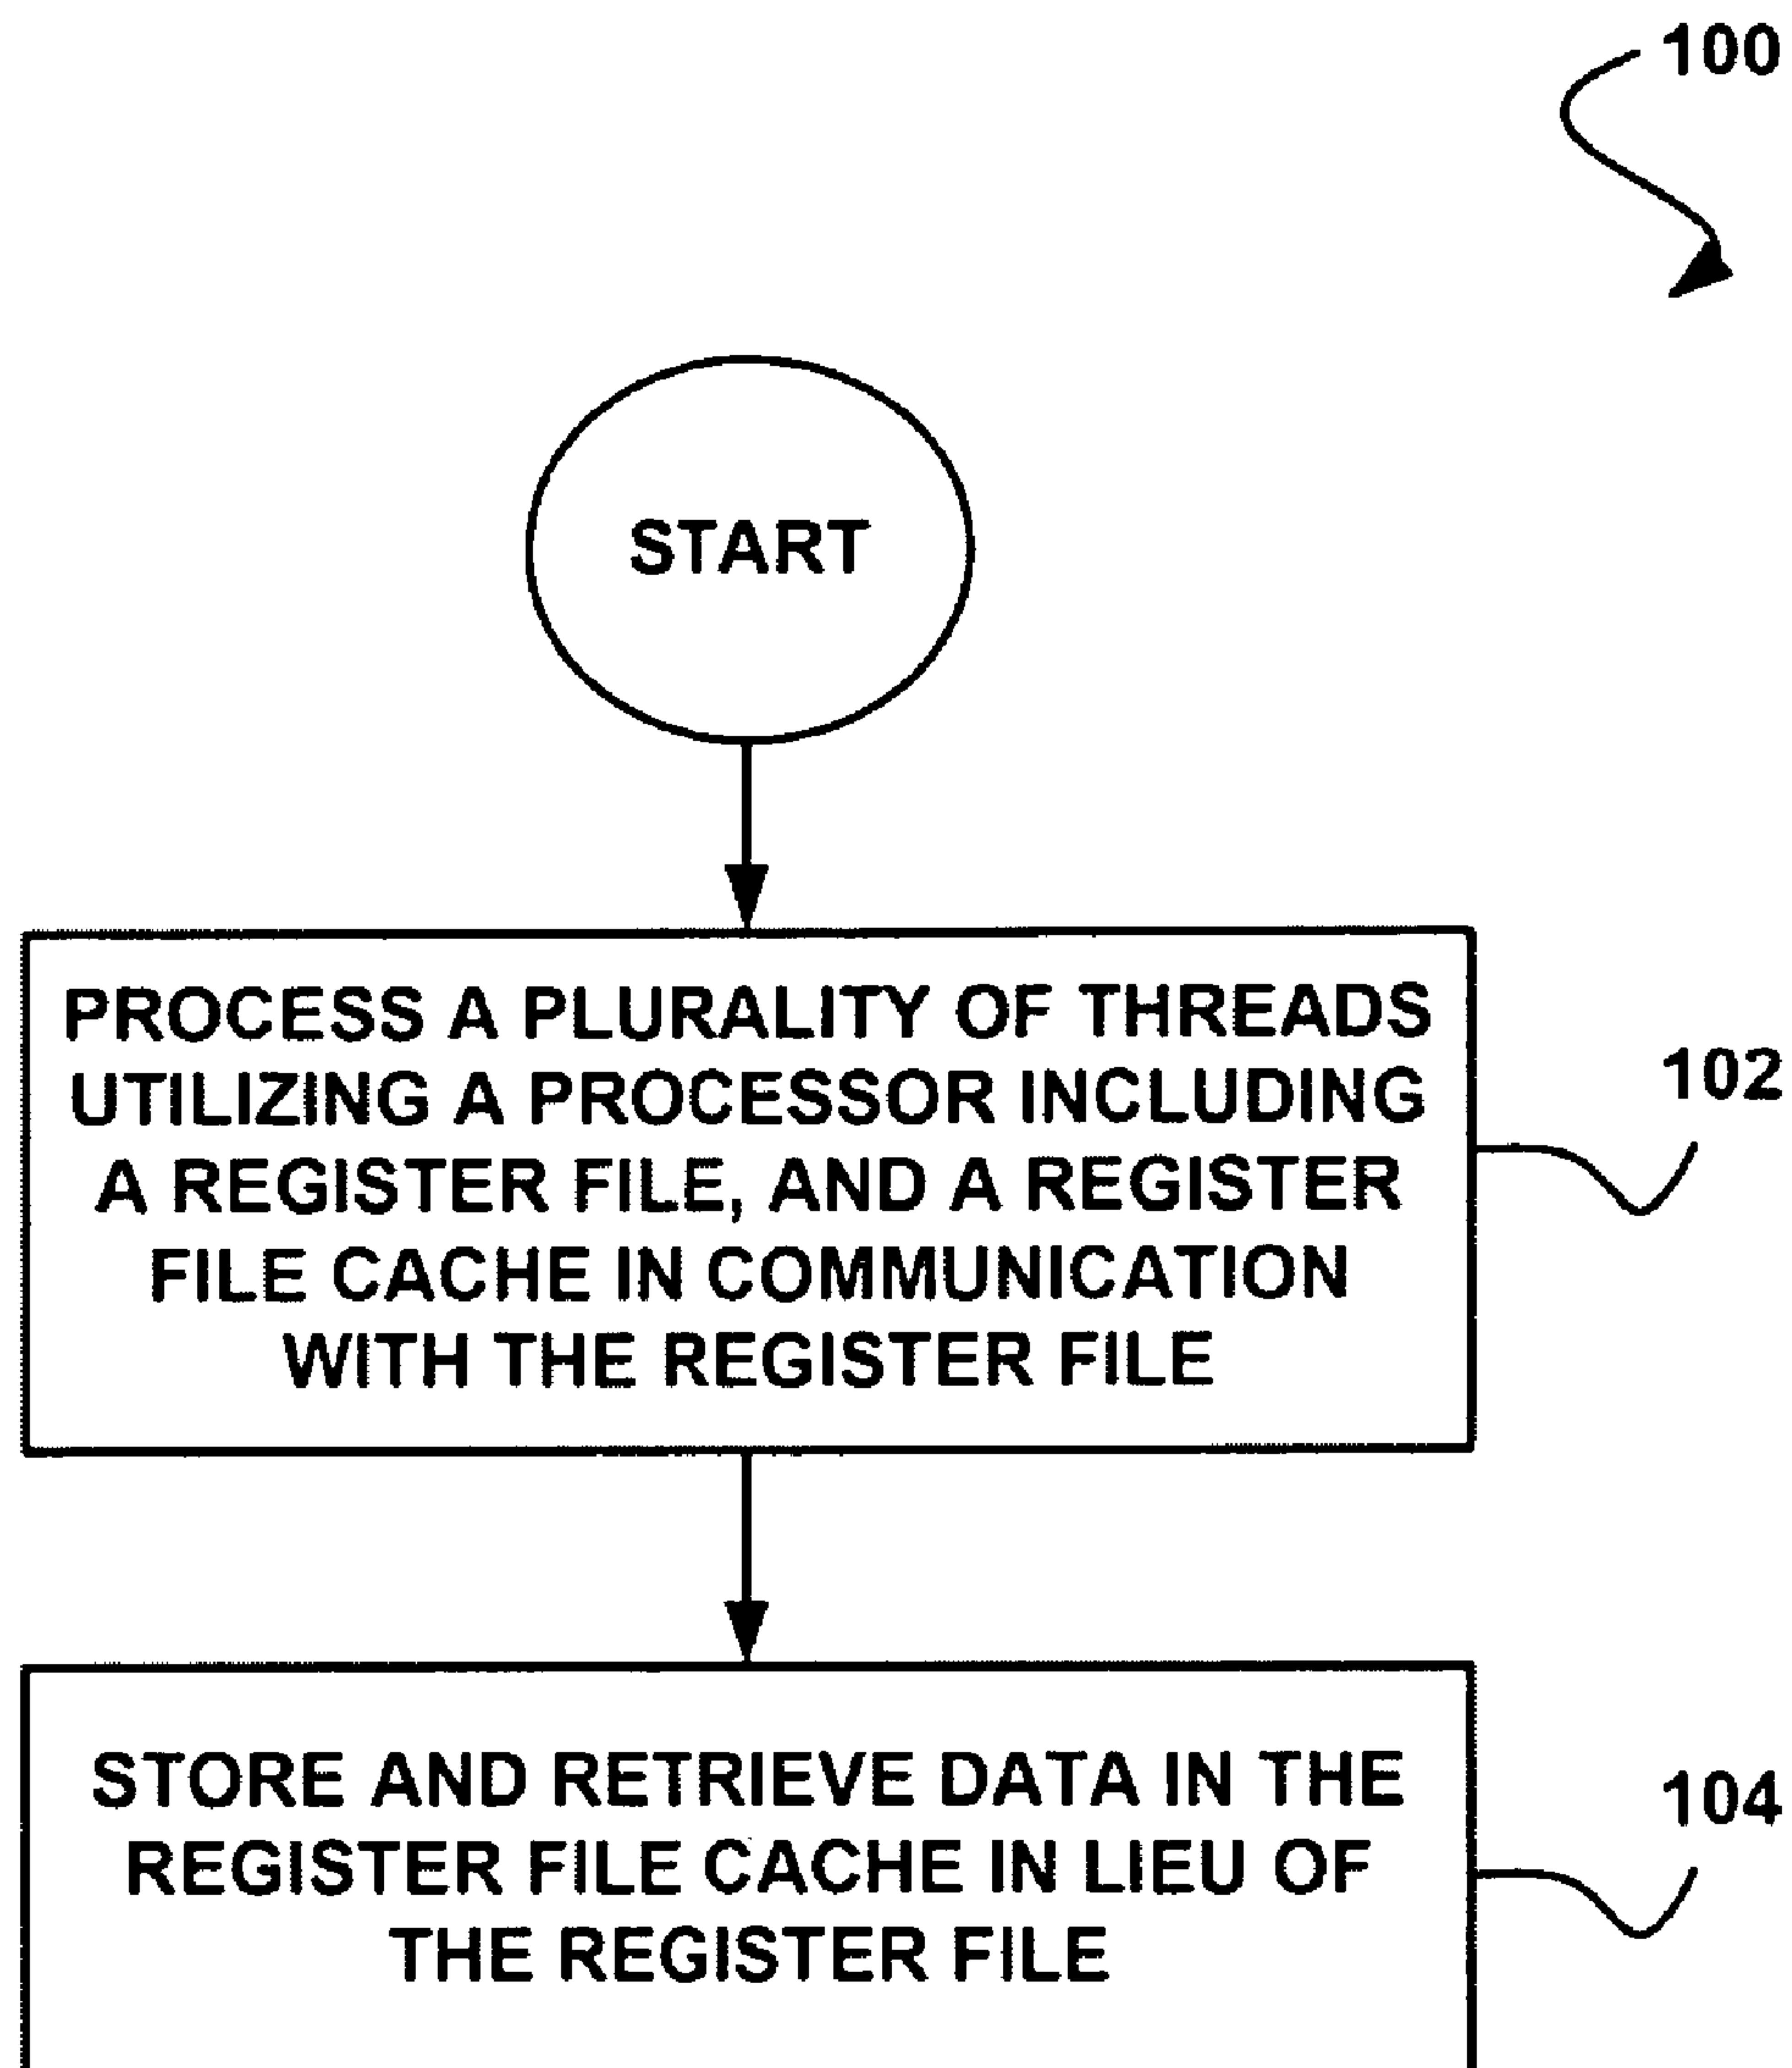 100
START
PROCESS A PLURALITY OF THREADS
UTILIZING A PROCESSOR INCLUDING
A REGISTER FILE, AND A REGISTER
FILE CACHE IN COMMUNICATION
WITH THE REGISTER FILE
102
STORE AND RETRIEVE DATA IN THE
REGISTER FILE CACHE IN LIEU OF
THE REGISTER FILE
104